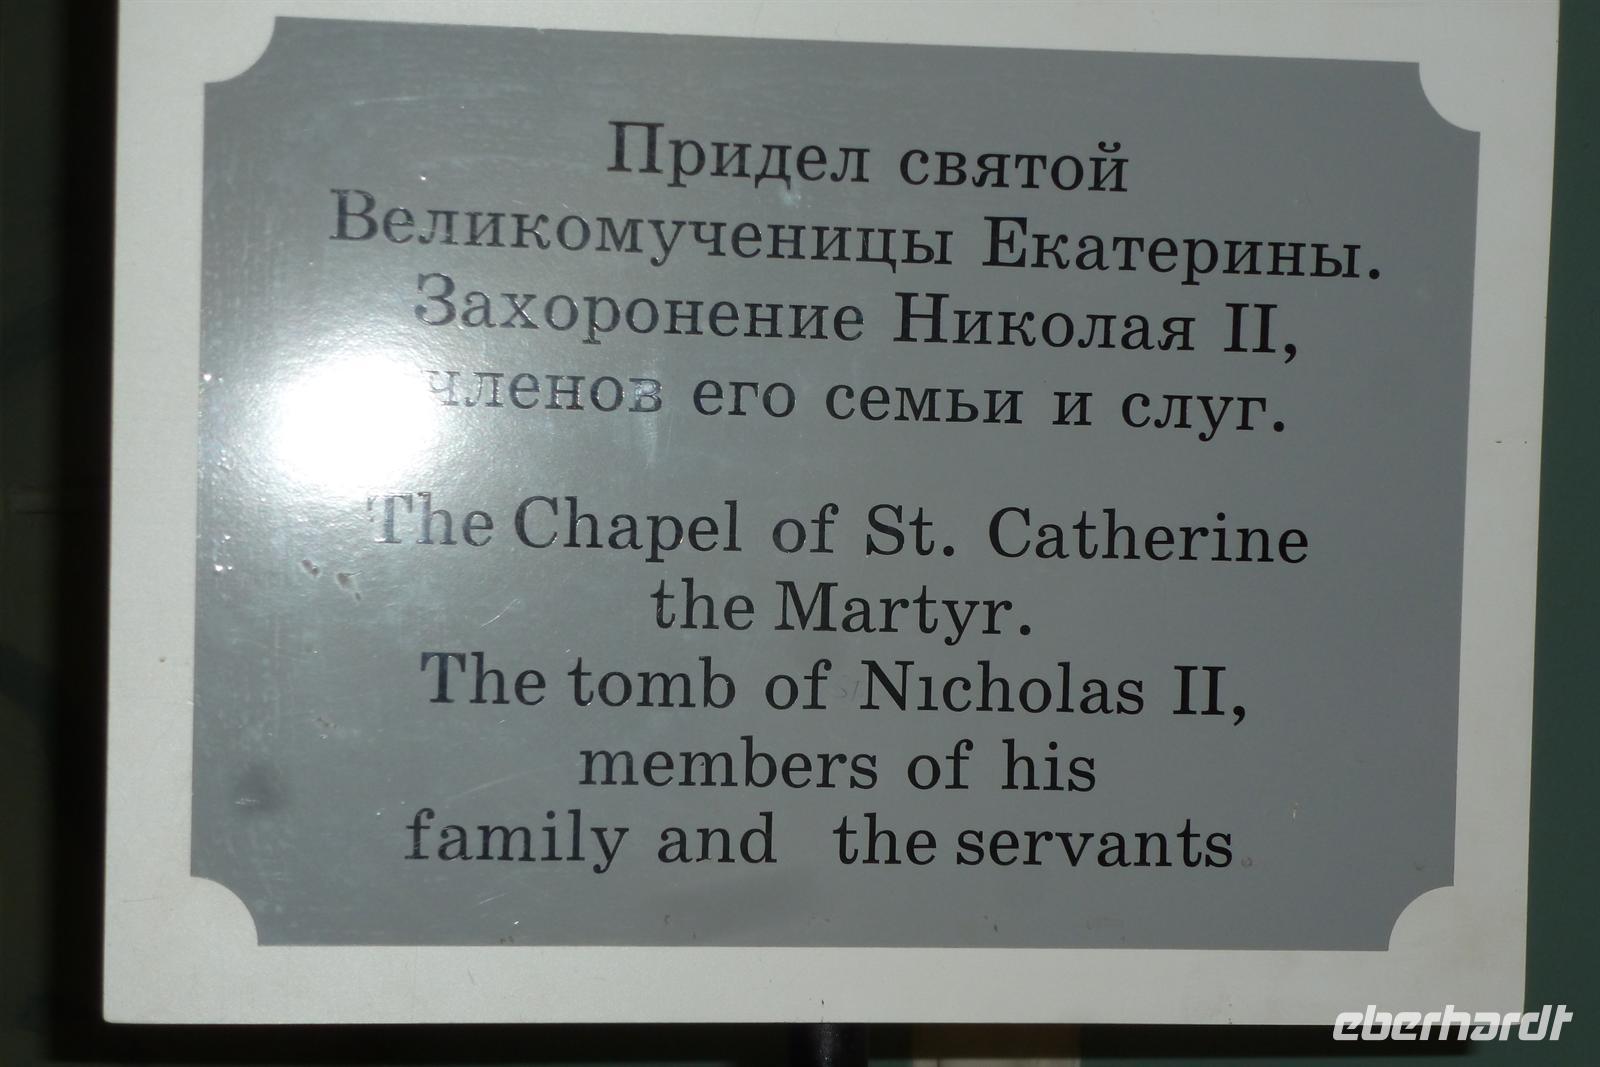 Придел святой
Великомученицы Екатерины.
Захоронение Николая II,
членов его семьи и слуг.
The Chapel of St. Catherine
the Martyr.
The tomb of Nıcholas II,
members of his
family and the servants
eberhardt